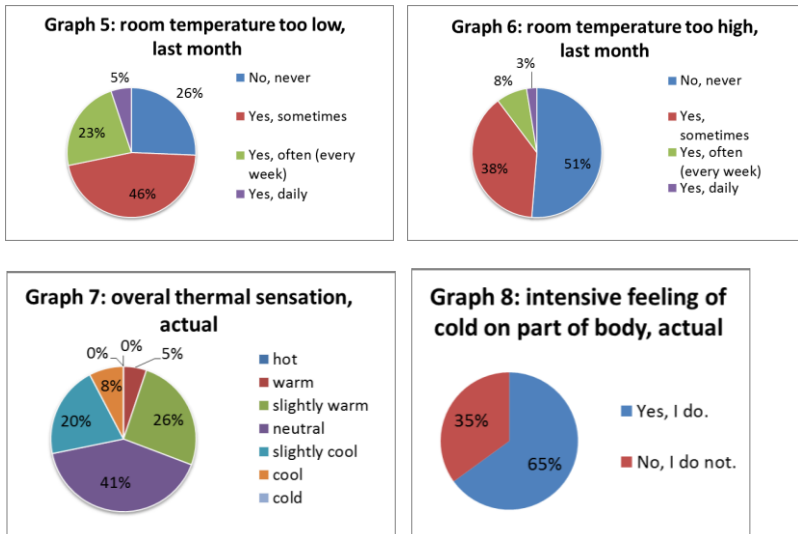 Graph 5: room temperature too low,
last month
5%
26%
23%
46%
No, never
Yes, sometimes
Yes, often (every
week)
Yes, daily
Graph 6: room temperature too high,
last month
3%
8%
38%
51%
No, never
Yes,
sometimes
Yes, often
(every week)
Yes, daily
Graph 7: overal thermal sensation,
actual
0%
0%
5%
8%
20%
26%
41%
hot
warm
slightly warm
neutral
slightly cool
cool
cold
Graph 8: intensive feeling of
cold on part of body, actual
35%
65%
Yes, I do.
No, I do not.